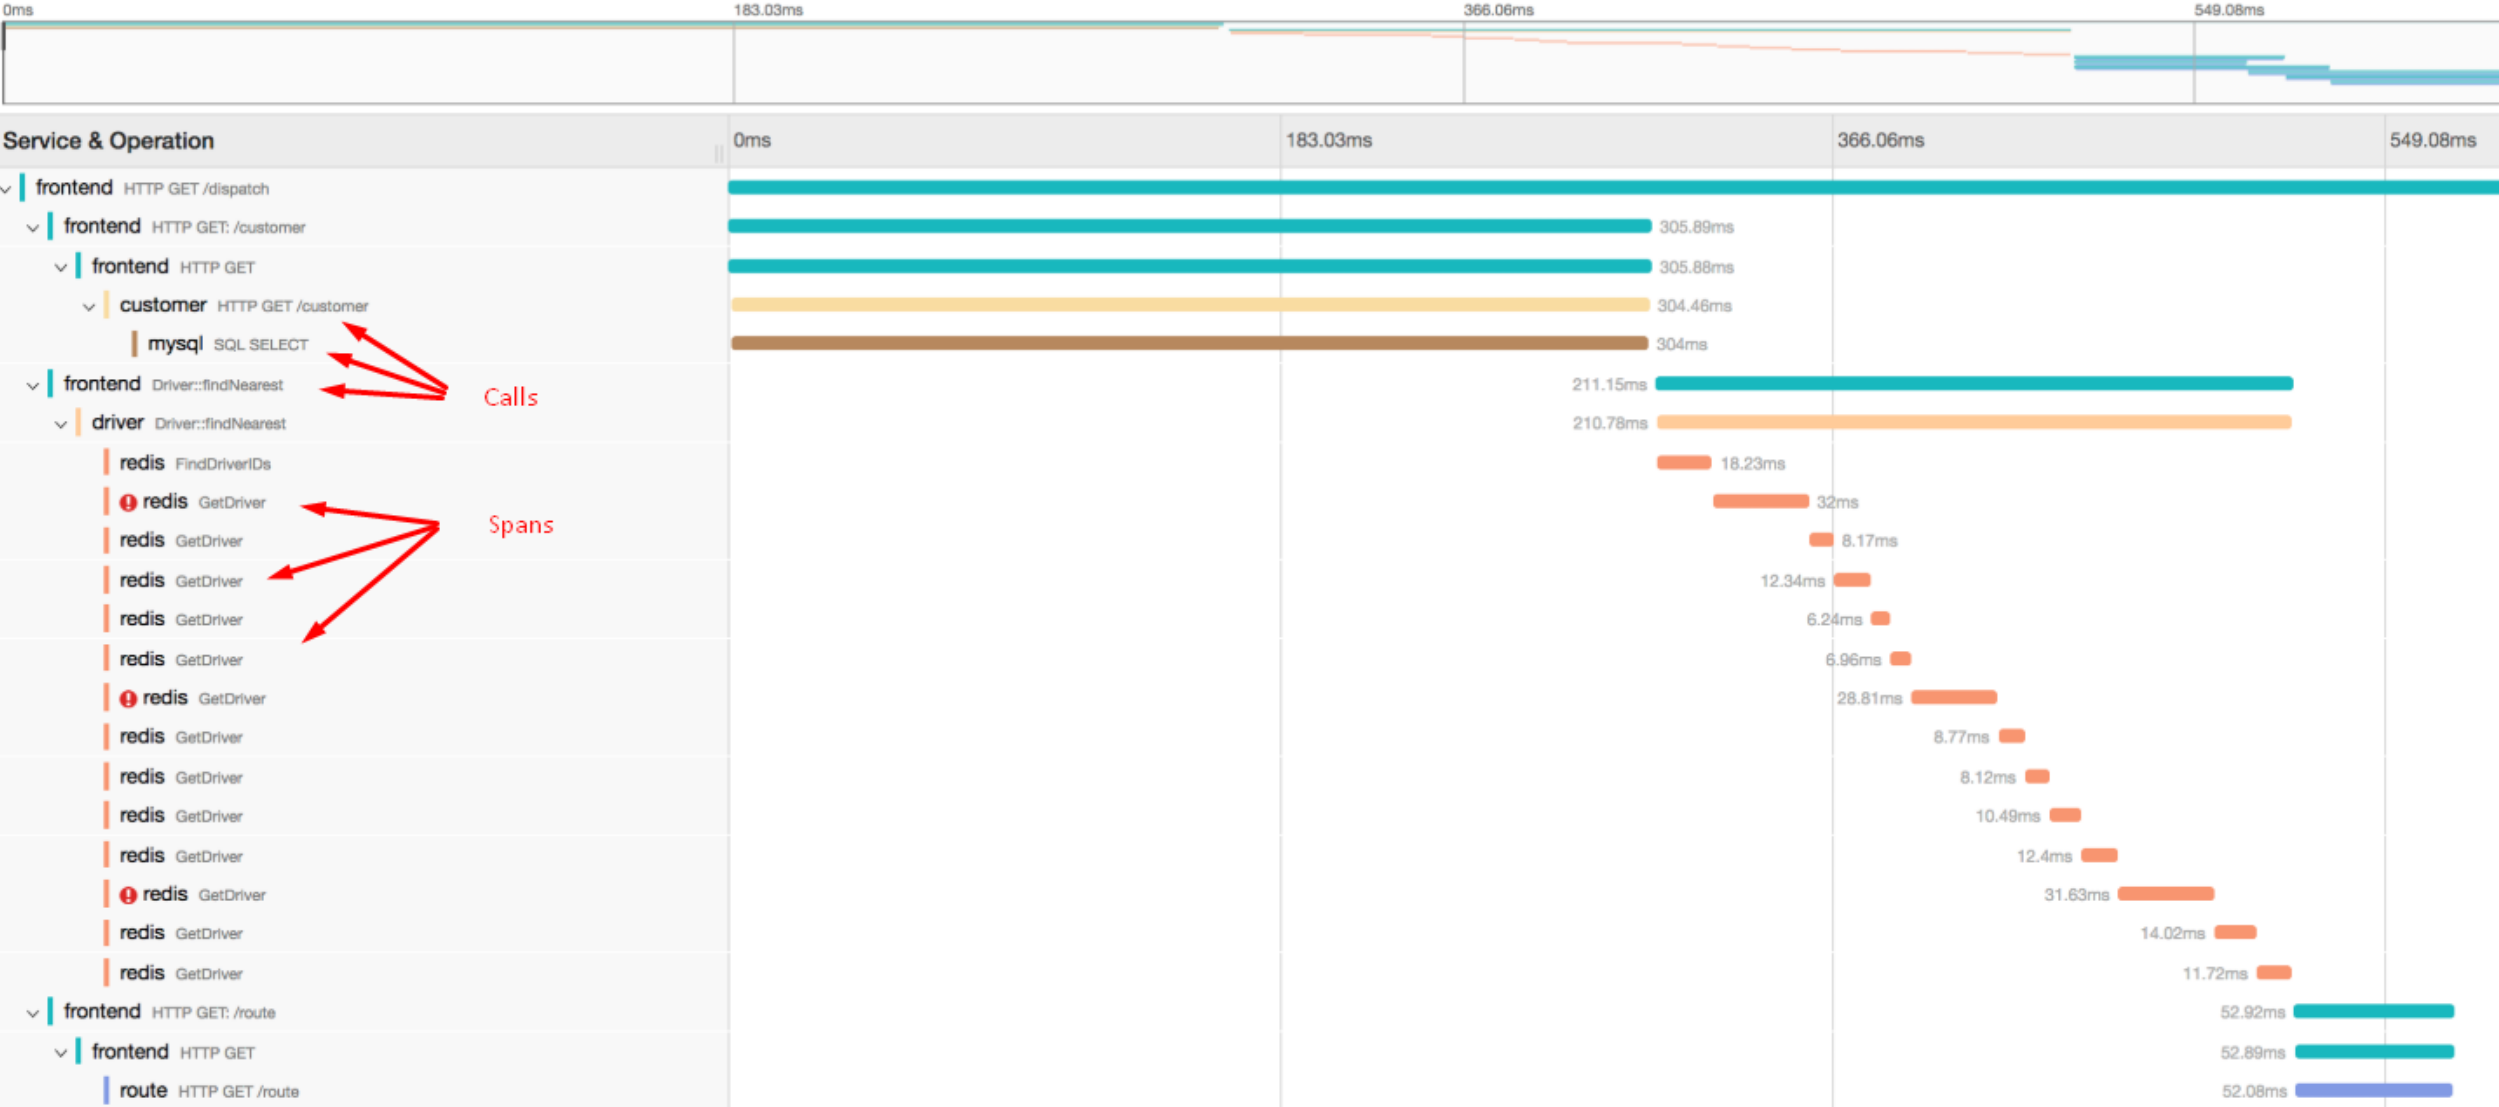 0ms 183.03ms 366.06ms 549.08ms
Service & Operation 0ms 183.03ms 366.06ms 549.08ms
frontend HTTP GET /dispatch
frontend HTTP GET: /customer 305.89ms
frontend HTTP GET 305.88ms
customer HTTP GET /customer 304.46ms
mysql SQL SELECT 304ms
frontend Driver::findNearest 211.15ms
Calls
driver Driver::findNearest 210.78ms
redis FindDriverIDs 18.23ms
redis GetDriver 32ms
Spans
redis GetDriver 8.17ms
redis GetDriver 12.34ms
redis GetDriver 6.24ms
redis GetDriver 6.96ms
redis GetDriver 28.81ms
redis GetDriver 8.77ms
redis GetDriver 8.12ms
redis GetDriver 10.49ms
redis GetDriver 12.4ms
redis GetDriver 31.63ms
redis GetDriver 14.02ms
redis GetDriver 11.72ms
frontend HTTP GET: /route 52.92ms
frontend HTTP GET 52.89ms
route HTTP GET /route 52.08ms